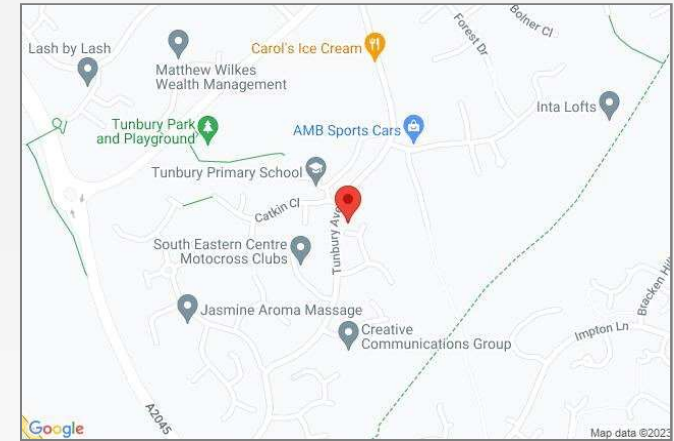 Bolner Cl
Forest Dr
Lash by Lash
Carol's Ice Cream
Matthew Wilkes
Wealth Management
Inta Lofts
Tunbury Park
and Playground
AMB Sports Cars
Tunbury Primary School
Catkin Cl
Tunbury Ave
South Eastern Centre
Motocross Clubs
Bracken Hill
Jasmine Aroma Massage
Creative
Communications Group
Impton Ln
A2045
Google
Map data ©2023